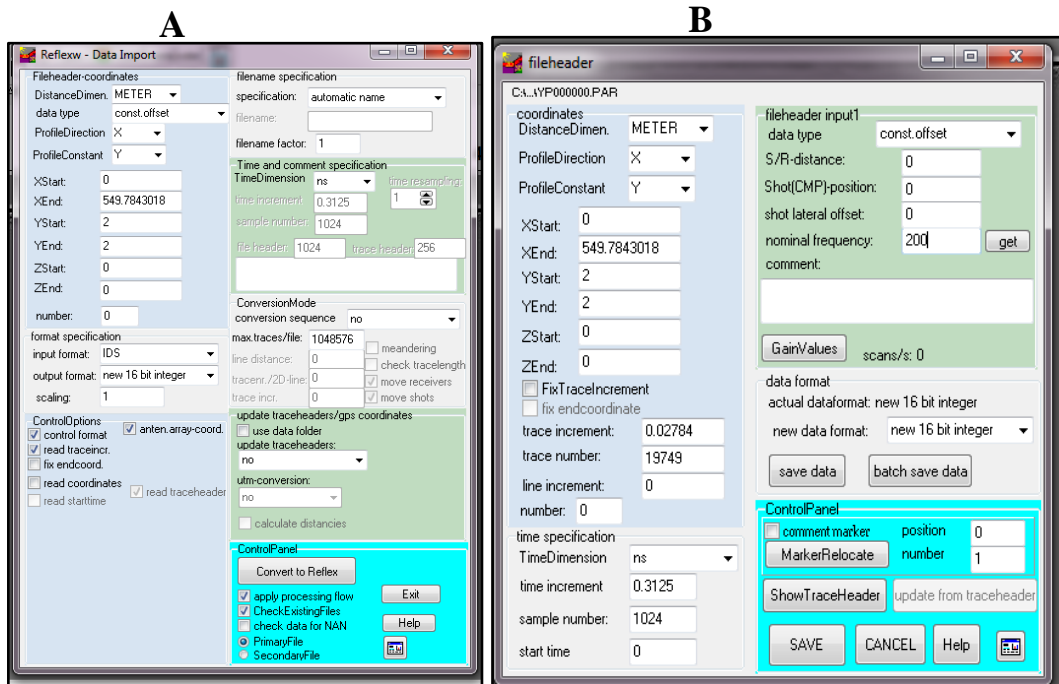 A
Reflexw - Data Import
Fileheader-coordinates
DistanceDimen. METER
data type const.offset
ProfileDirection X
ProfileConstant Y
XStart: 0
XEnd: 549.7843018
YStart: 2
YEnd: 2
ZStart: 0
ZEnd: 0
number: 0
format specification
input format: IDS
output format: new 16 bit integer
scaling: 1
ControlOptions
control format
anten.array-coord.
read traceincr.
fix endcoord.
read coordinates
read traceheader
read starttime
filename specification
specification: automatic name
filename:
filename factor: 1
Time and comment specification
TimeDimension ns
time resampling:
time increment 0.3125
1
sample number: 1024
file header: 1024 trace header: 256
ConversionMode
conversion sequence no
max.traces/file: 1048576
meandering
line distance: 0
check tracelength
tracenr./2D-line: 0
move receivers
trace incr. 0
move shots
update traceheaders/gps coordinates
use data folder
update traceheaders:
no
utm-conversion:
no
calculate distancies
ControlPanel
Convert to Reflex
apply processing flow
Exit
CheckExistingFiles
check data for NAN
Help
PrimaryFile
SecondaryFile
B
fileheader
C:\...\YP000000.PAR
coordinates
DistanceDimen. METER
ProfileDirection X
ProfileConstant Y
XStart: 0
XEnd: 549.7843018
YStart: 2
YEnd: 2
ZStart: 0
ZEnd: 0
FixTraceIncrement
fix endcoordinate
trace increment: 0.02784
trace number: 19749
line increment: 0
number: 0
time specification
TimeDimension ns
time increment 0.3125
sample number: 1024
start time 0
fileheader input1
data type const.offset
S/R-distance: 0
Shot(CMP)-position: 0
shot lateral offset: 0
nominal frequency: 200 get
comment:
GainValues scans/s: 0
data format
actual dataformat: new 16 bit integer
new data format: new 16 bit integer
save data batch save data
ControlPanel
comment marker position 0
MarkerRelocate number 1
ShowTraceHeader update from traceheader
SAVE CANCEL Help